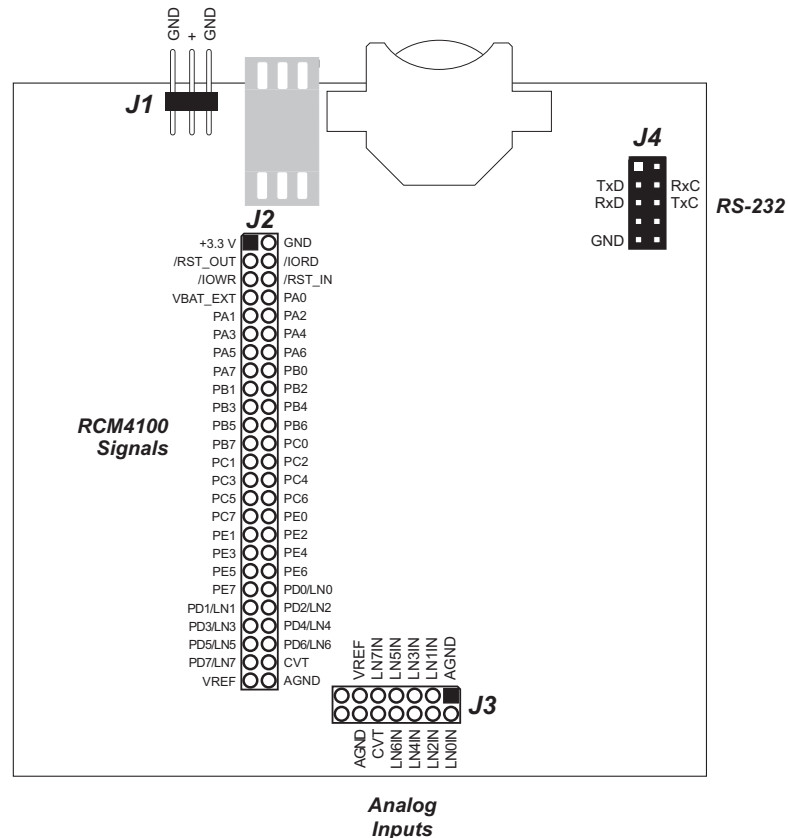 GND
+
GND
J1
J4
TxD RxC
RxD TxC
GND
RS-232
J2
+3.3 V GND
/RST_OUT /IORD
/IOWR /RST_IN
VBAT_EXT PA0
PA1 PA2
PA3 PA4
PA5 PA6
PA7 PB0
PB1 PB2
PB3 PB4
PB5 PB6
PB7 PC0
PC1 PC2
PC3 PC4
PC5 PC6
PC7 PE0
PE1 PE2
PE3 PE4
PE5 PE6
PE7 PD0/LN0
PD1/LN1 PD2/LN2
PD3/LN3 PD4/LN4
PD5/LN5 PD6/LN6
PD7/LN7 CVT
VREF AGND
RCM4100
Signals
VREF
LN7IN
LN5IN
LN3IN
LN1IN
AGND
J3
AGND
CVT
LN6IN
LN4IN
LN2IN
LN0IN
Analog
Inputs